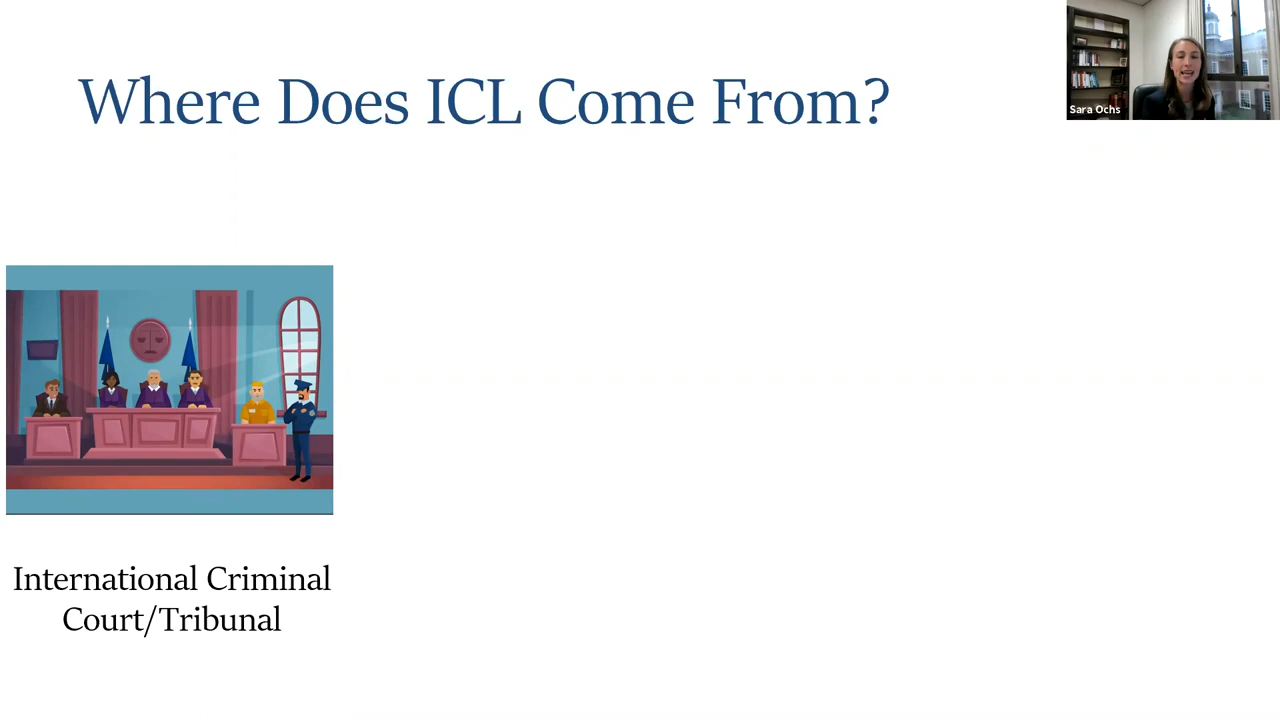 Where Does ICL Come From?
Sara Ochs
International Criminal
Court/Tribunal